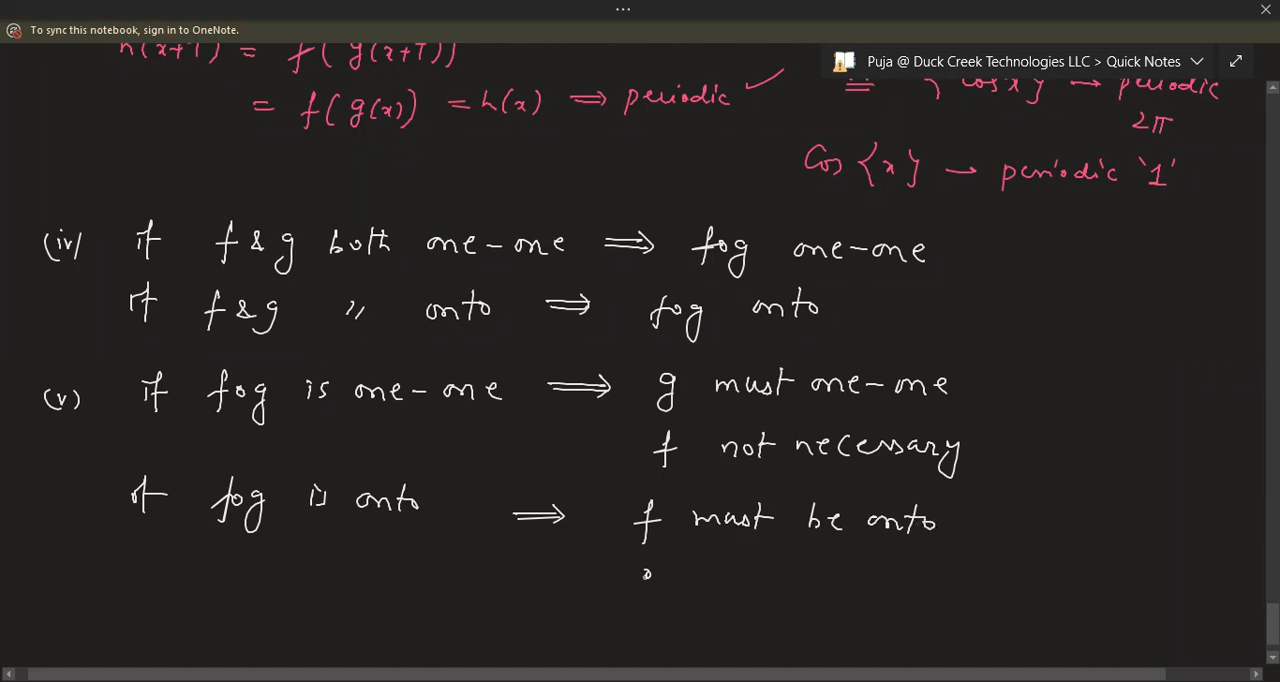 ...
To sync this notebook, sign in to OneNote.
Puja @ Duck Creek Technologies LLC > Quick Notes
h(x+T) = f(g(x+T))
= f(g(x)) = h(x) ⇒ periodic ✓
{cos x} → periodic
2π
Cos {x} → periodic '1'
(iv) if f & g both one-one ⇒ fog one-one
if f & g " onto ⇒ fog onto
(v) if fog is one-one ⇒ g must one-one
f not necessary
if fog is onto ⇒ f must be onto